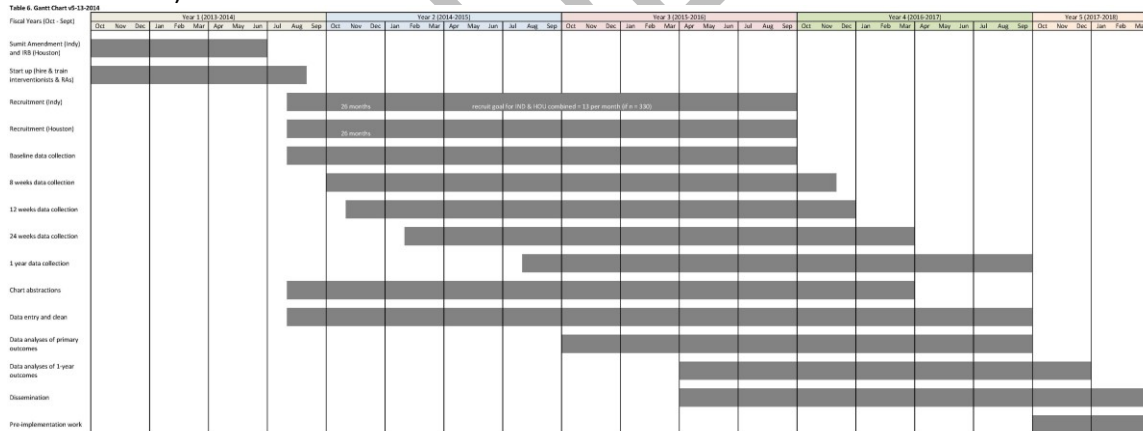 Table 6. Gantt Chart v5-13-2014
Fiscal Years (Oct - Sept) Year 1 (2013-2014) Year 2 (2014-2015) Year 3 (2015-2016) Year 4 (2016-2017) Year 5 (2017-2018)
Oct Nov Dec Jan Feb Mar Apr May Jun Jul Aug Sep Oct Nov Dec Jan Feb Mar Apr May Jun Jul Aug Sep Oct Nov Dec Jan Feb Mar Apr May Jun Jul Aug Sep Oct Nov Dec Jan Feb Mar Apr May Jun Jul Aug Sep Oct Nov Dec Jan Feb Ma
Sumit Amendment (Indy)
and IRB (Houston)
Start up (hire & train
interventionists & RAs)
Recruitment (Indy) 26 months recruit goal for IND & HOU combined = 13 per month (if n = 330)
Recruitment (Houston) 26 months
Baseline data collection
8 weeks data collection
12 weeks data collection
24 weeks data collection
1 year data collection
Chart abstractions
Data entry and clean
Data analyses of primary
outcomes
Data analyses of 1-year
outcomes
Dissemination
Pre-implementation work